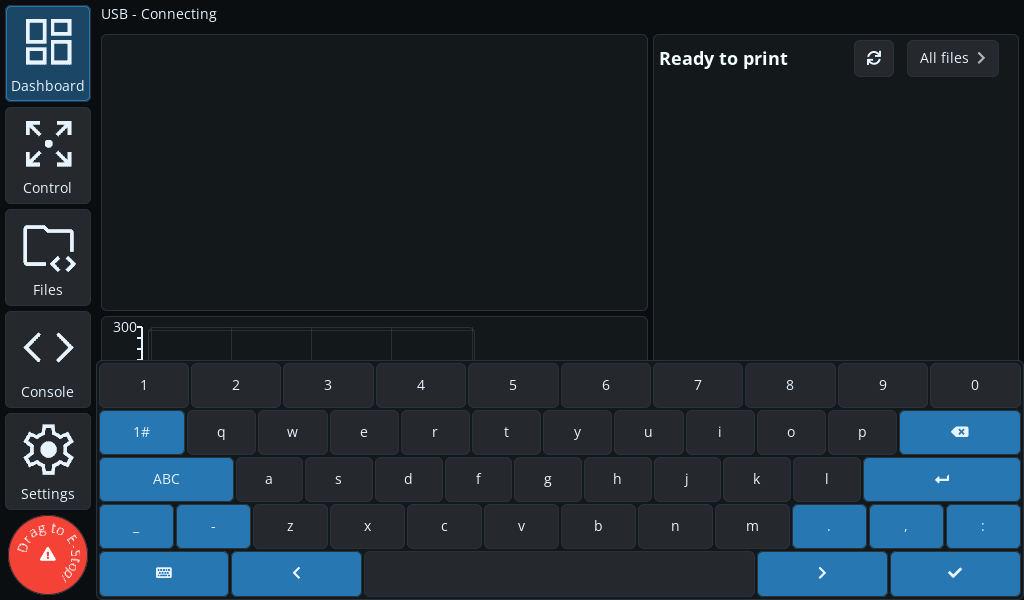 USB - Connecting
Dashboard
Control
Files
Console
Settings
Drag to E-Stop!
Ready to print
All files
300
1 2 3 4 5 6 7 8 9 0
1# q w e r t y u i o p
ABC a s d f g h j k l
_ - z x c v b n m . , :